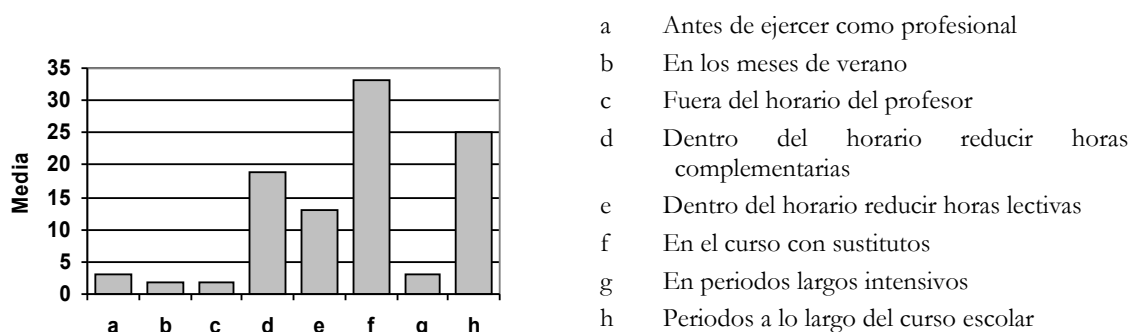 35
30
25
20
15
10
5
0
Media
a b c d e f g h
a Antes de ejercer como profesional
b En los meses de verano
c Fuera del horario del profesor
d Dentro del horario reducir horas
complementarias
e Dentro del horario reducir horas lectivas
f En el curso con sustitutos
g En periodos largos intensivos
h Periodos a lo largo del curso escolar